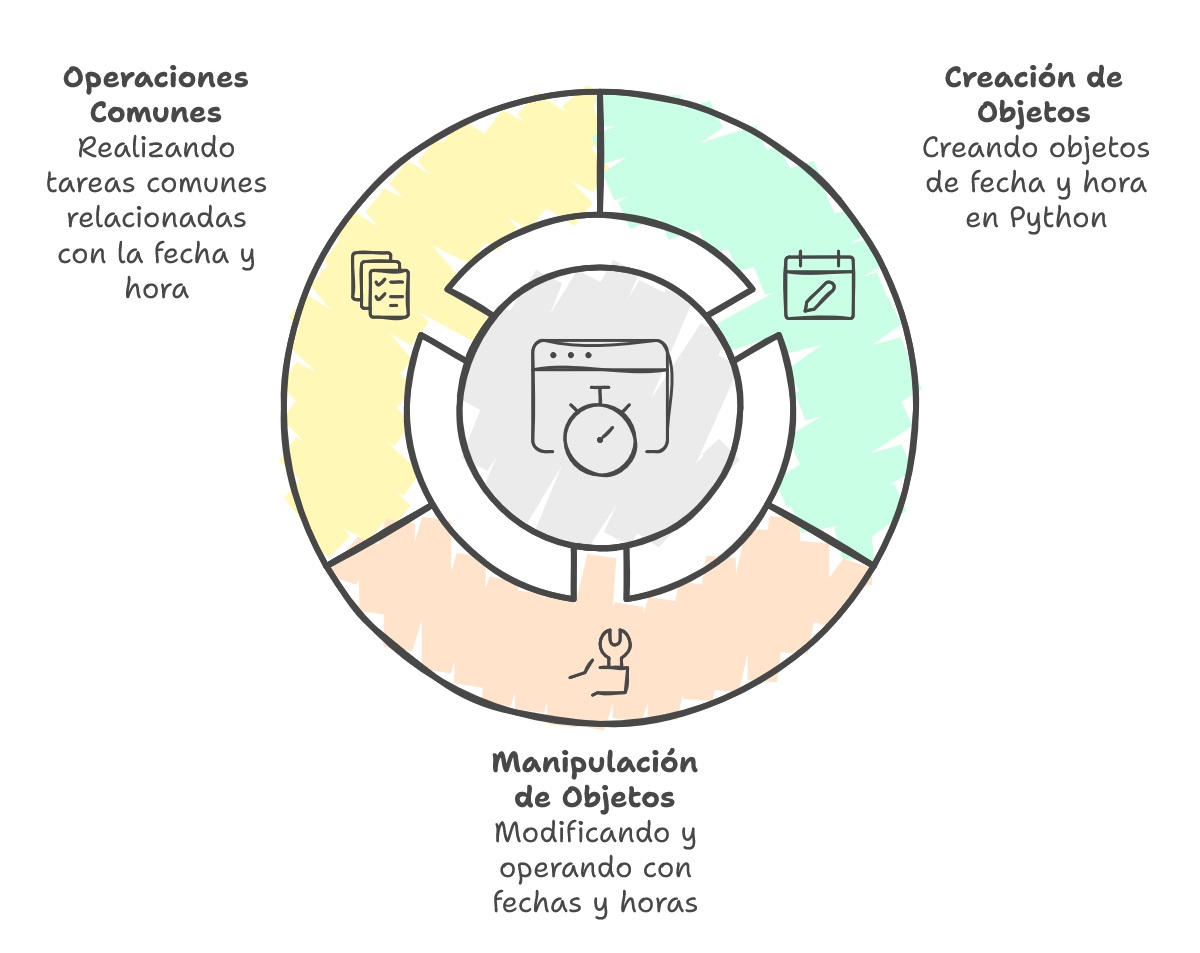 Operaciones
Comunes
Realizando
tareas comunes
relacionadas
con la fecha y
hora
Creación de
Objetos
Creando objetos
de fecha y hora
en Python
Manipulación
de Objetos
Modificando y
operando con
fechas y horas